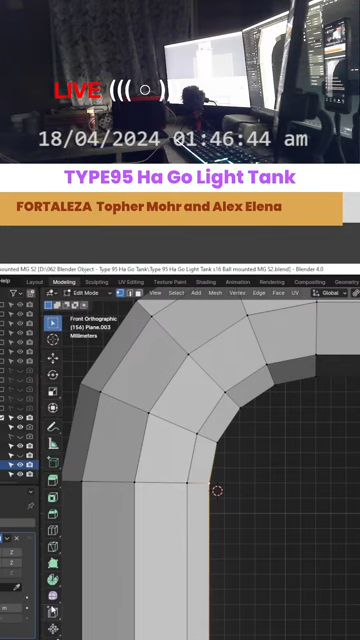 LIVE ((( ○ )
18/04/2024 01:46:44 am
TYPE95 Ha Go Light Tank
FORTALEZA Topher Mohr and Alex Elena
mounted MG S2 [D:\062 Blender Object - Type 95 Ha Go Tank\Type 95 Ha Go Light Tank s16 Ball mounted MG S2.blend] - Blender 4.0
Help Layout Modeling Sculpting UV Editing Texture Paint Shading Animation Rendering Compositing Geometry
Edit Mode View Select Add Mesh Vertex Edge Face UV Global
Front Orthographic
(156) Plane.003
Millimeters
Z
Z
m